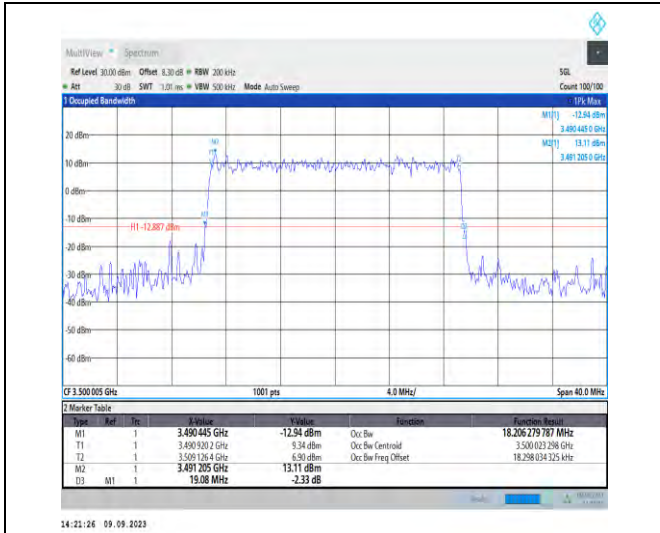 MultiView Spectrum
Ref Level 30.00 dBm Offset 8.30 dB RBW 200 kHz SGL
Att 30 dB SWT 1.01 ms VBW 500 kHz Mode Auto Sweep Count 100/100
1 Occupied Bandwidth 1Pk Max
M1[1] -12.94 dBm
3.490 445 0 GHz
20 dBm M2[1] 13.11 dBm
3.491 205 0 GHz
M2
T1
10 dBm
0 dBm
M1
-10 dBm
H1 -12.887 dBm
-20 dBm
-30 dBm
-40 dBm
-50 dBm
-60 dBm
CF 3.500 005 GHz 1001 pts 4.0 MHz/ Span 40.0 MHz
2 Marker Table
Type Ref Trc X-Value Y-Value Function Function Result
M1 1 3.490 445 GHz -12.94 dBm Occ Bw 18.206 279 787 MHz
T1 1 3.490 920 2 GHz 9.34 dBm Occ Bw Centroid 3.500 023 298 GHz
T2 1 3.509 126 4 GHz 6.90 dBm Occ Bw Freq Offset 18.298 034 325 kHz
M2 1 3.491 205 GHz 13.11 dBm
D3 M1 1 19.08 MHz -2.33 dB
14:21:26 09.09.2023